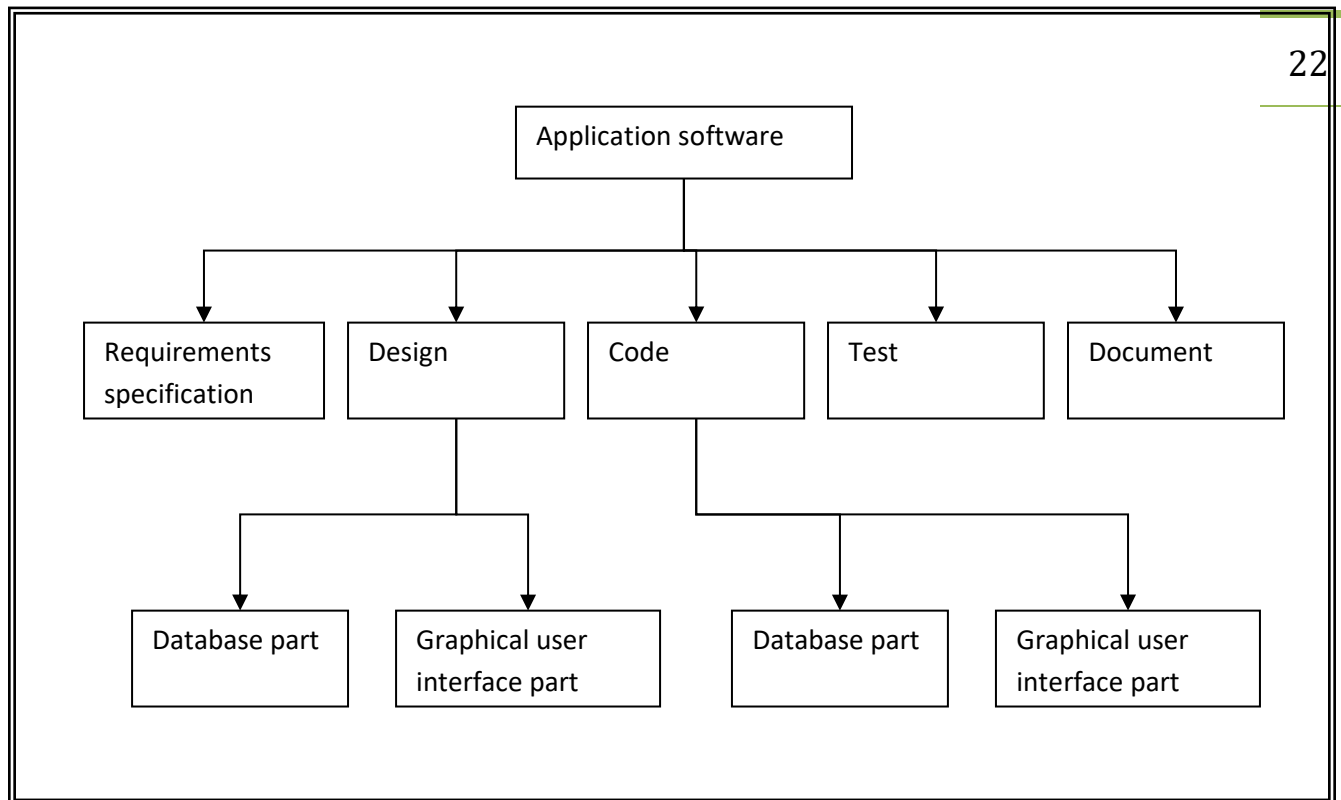 22
Application software
Requirements
specification
Design
Code
Test
Document
Database part
Graphical user
interface part
Database part
Graphical user
interface part